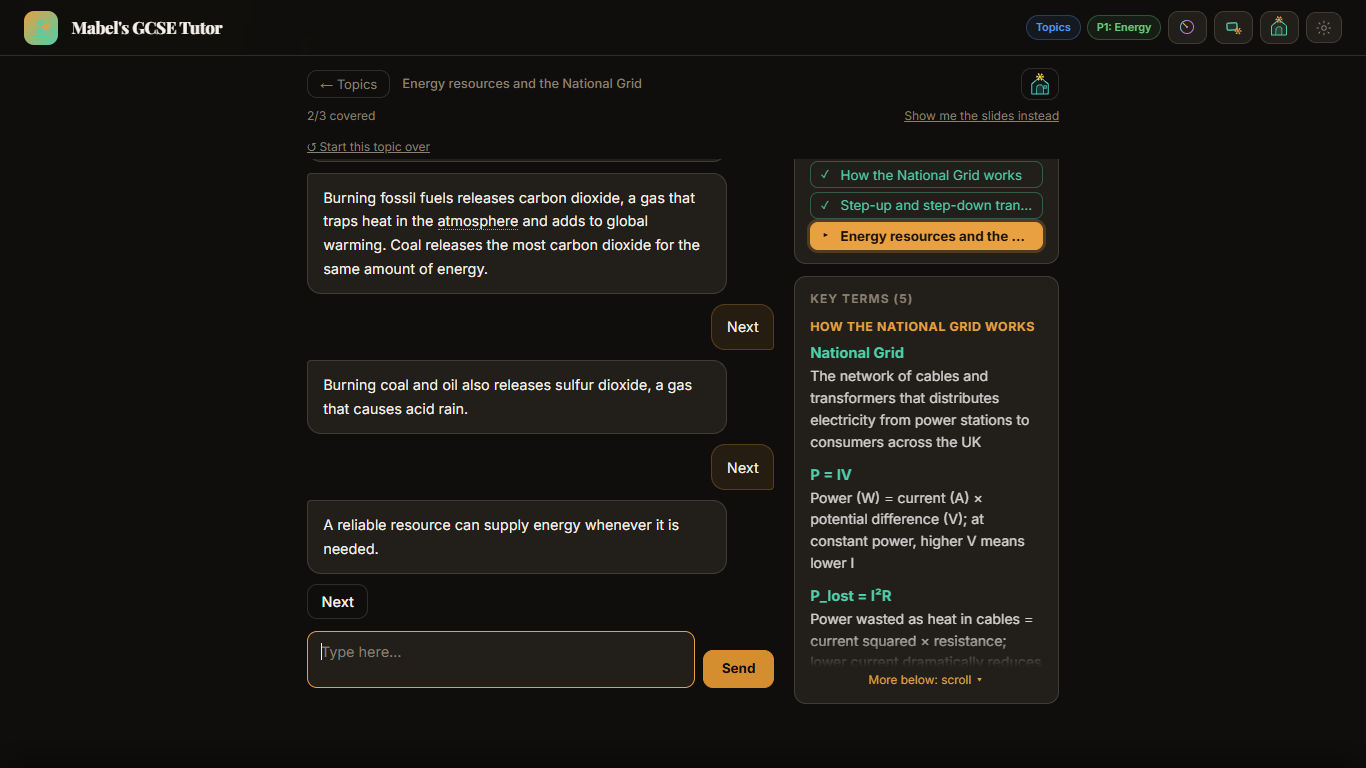 Mabel's GCSE Tutor
Topics
P1: Energy
← Topics
Energy resources and the National Grid
2/3 covered
Show me the slides instead
↺ Start this topic over
Burning fossil fuels releases carbon dioxide, a gas that
traps heat in the atmosphere and adds to global
warming. Coal releases the most carbon dioxide for the
same amount of energy.
Next
Burning coal and oil also releases sulfur dioxide, a gas
that causes acid rain.
Next
A reliable resource can supply energy whenever it is
needed.
Next
Type here...
Send
✓ How the National Grid works
✓ Step-up and step-down tran...
‣ Energy resources and the ...
KEY TERMS (5)
HOW THE NATIONAL GRID WORKS
National Grid
The network of cables and
transformers that distributes
electricity from power stations to
consumers across the UK
P = IV
Power (W) = current (A) ×
potential difference (V); at
constant power, higher V means
lower I
P_lost = I²R
Power wasted as heat in cables =
current squared × resistance;
lower current dramatically reduces
More below: scroll ▾